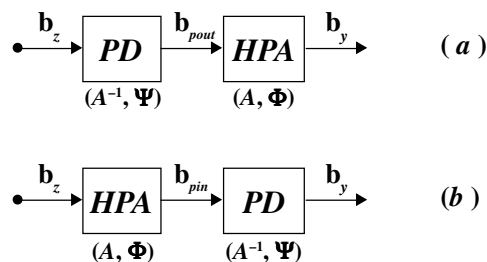 b_z b_pout b_y
PD HPA (a)
(A⁻¹, Ψ) (A, Φ)
b_z b_pin b_y
HPA PD (b)
(A, Φ) (A⁻¹, Ψ)